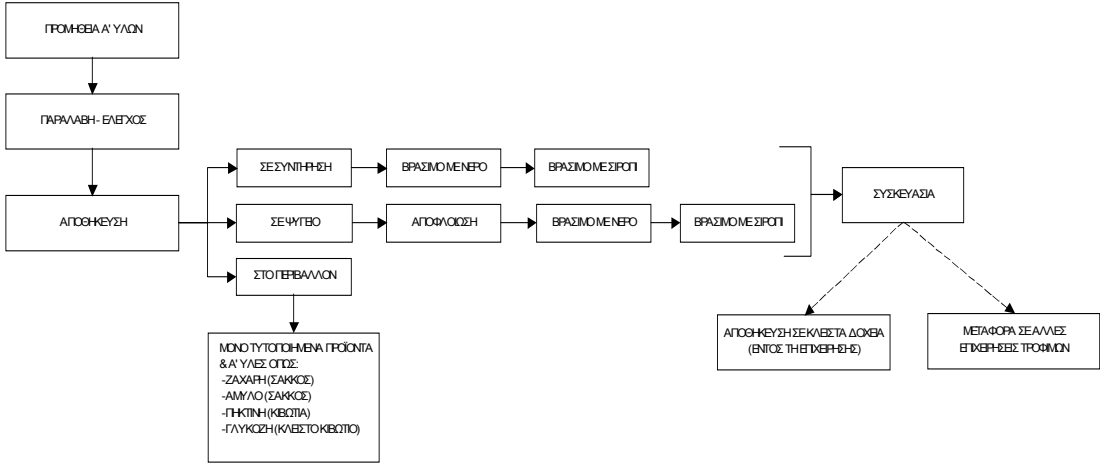 ΠΡΟΜΗΘΕΙΑ Α' ΥΛΩΝ
ΠΑΡΑΛΑΒΗ - ΕΛΕΓΧΟΣ
ΑΠΟΘΗΚΕΥΣΗ
ΣΕ ΣΥΝΤΗΡΗΣΗ
ΒΡΑΣΙΜΟ ΜΕ ΝΕΡΟ
ΒΡΑΣΙΜΟ ΜΕ ΣΙΡΟΠΙ
ΣΕ ΨΥΓΕΙΟ
ΑΠΟΦΛΟΙΩΣΗ
ΒΡΑΣΙΜΟ ΜΕ ΝΕΡΟ
ΒΡΑΣΙΜΟ ΜΕ ΣΙΡΟΠΙ
ΣΤΟ ΠΕΡΙΒΑΛΛΟΝ
ΜΟΝΟ ΤΥΤΟΠΟΙΗΜΕΝΑ ΠΡΟΪΟΝΤΑ
& Α' ΥΛΕΣ ΟΠΩΣ:
-ΖΑΧΑΡΗ (ΣΑΚΚΟΣ)
-ΑΜΥΛΟ (ΣΑΚΚΟΣ)
-ΠΗΚΤΙΝΗ (ΚΙΒΩΤΙΑ)
-ΓΛΥΚΟΖΗ (ΚΛΕΙΣΤΟ ΚΙΒΩΤΙΟ)
ΣΥΣΚΕΥΑΣΙΑ
ΑΠΟΘΗΚΕΥΣΗ ΣΕ ΚΛΕΙΣΤΑ ΔΟΧΕΙΑ
(ΕΝΤΟΣ ΤΗ ΕΠΙΧΕΙΡΗΣΗΣ)
ΜΕΤΑΦΟΡΑ ΣΕ ΑΛΛΕΣ
ΕΠΙΧΕΙΡΗΣΕΙΣ ΤΡΟΦΙΜΩΝ